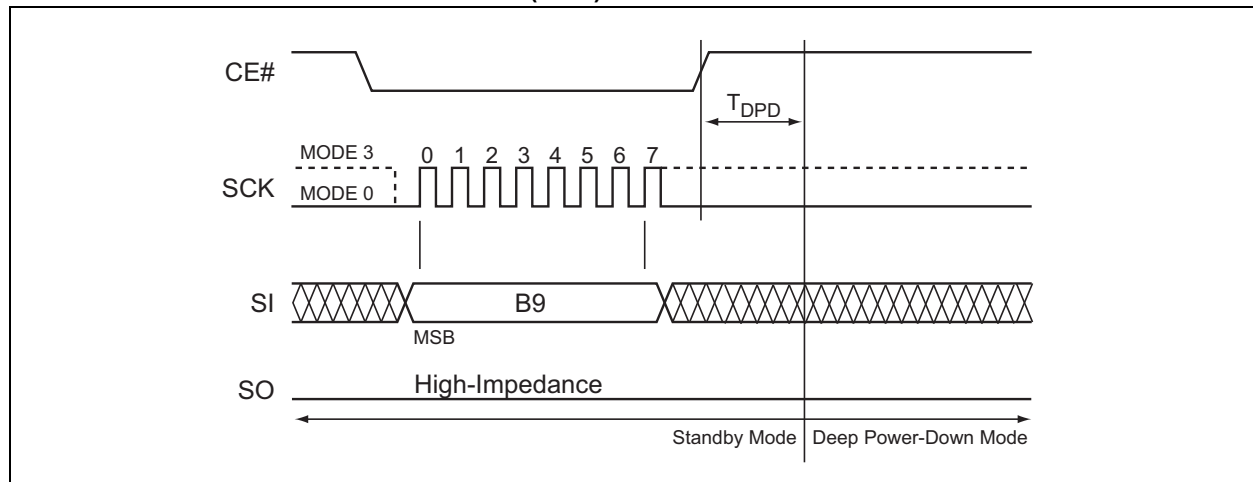 CE#
TDPD
MODE 3
0 1 2 3 4 5 6 7
SCK
MODE 0
SI
B9
MSB
SO
High-Impedance
Standby Mode
Deep Power-Down Mode